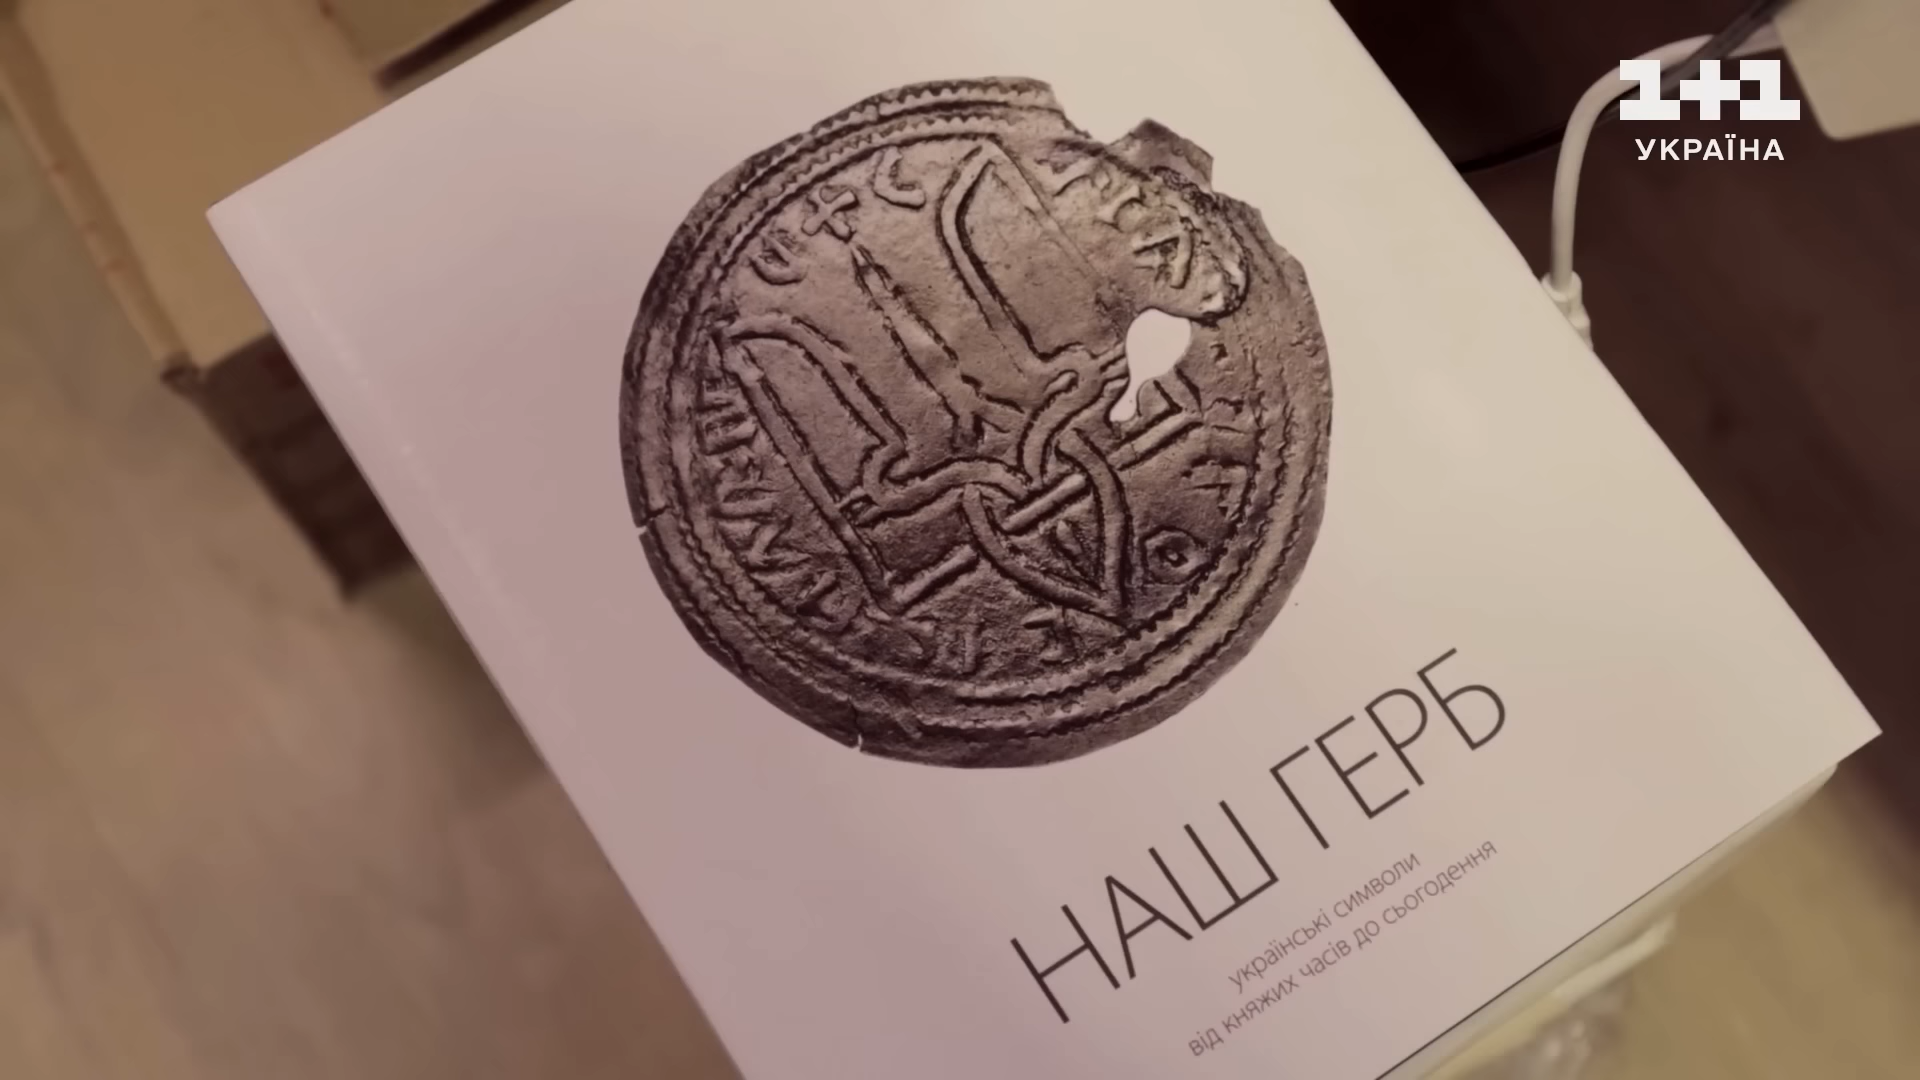 1+1
УКРАЇНА
НАШ ГЕРБ
українські символи
від княжих часів до сьогодення